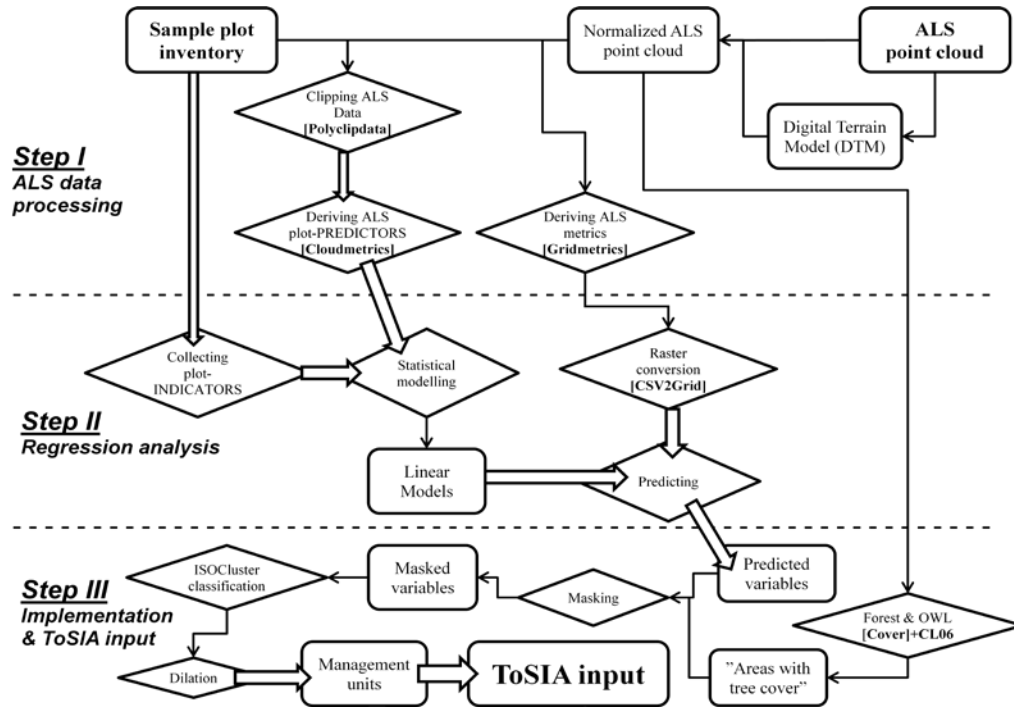 Sample plot
inventory
Normalized ALS
point cloud
ALS
point cloud
Clipping ALS
Data
[Polyclipdata]
Digital Terrain
Model (DTM)
Step I
ALS data
processing
Deriving ALS
plot-PREDICTORS
[Cloudmetrics]
Deriving ALS
metrics
[Gridmetrics]
Collecting
plot-
INDICATORS
Statistical
modelling
Raster
conversion
[CSV2Grid]
Step II
Regression analysis
Linear
Models
Predicting
ISOCluster
classification
Masked
variables
Masking
Predicted
variables
Step III
Implementation
& ToSIA input
Forest & OWL
[Cover]+CL06
Dilation
Management
units
ToSIA input
"Areas with
tree cover"